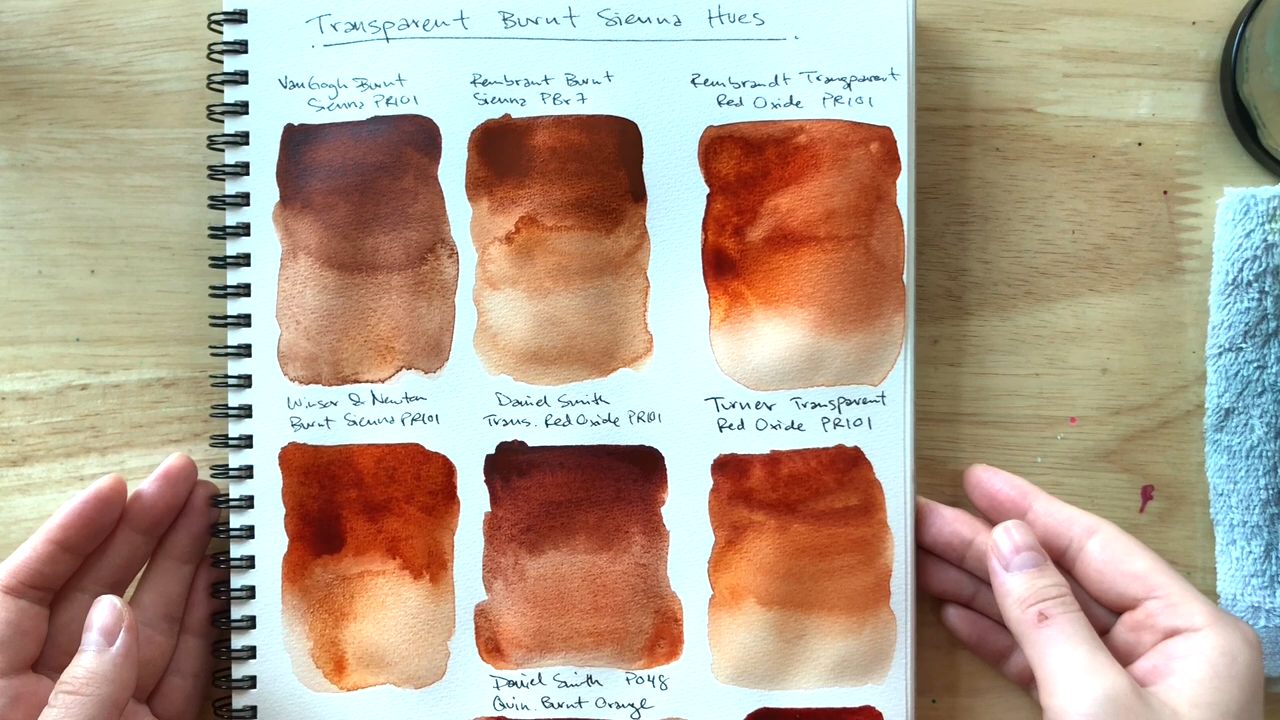 Transparent Burnt Sienna Hues
Van Gogh Burnt
Sienna PR101
Rembrant Burnt
Sienna PBr7
Rembrandt Transparent
Red Oxide PR101
Winsor & Newton
Burnt Sienna PR101
Daniel Smith
Trans. Red Oxide PR101
Turner Transparent
Red Oxide PR101
Daniel Smith PO48
Quin. Burnt Orange